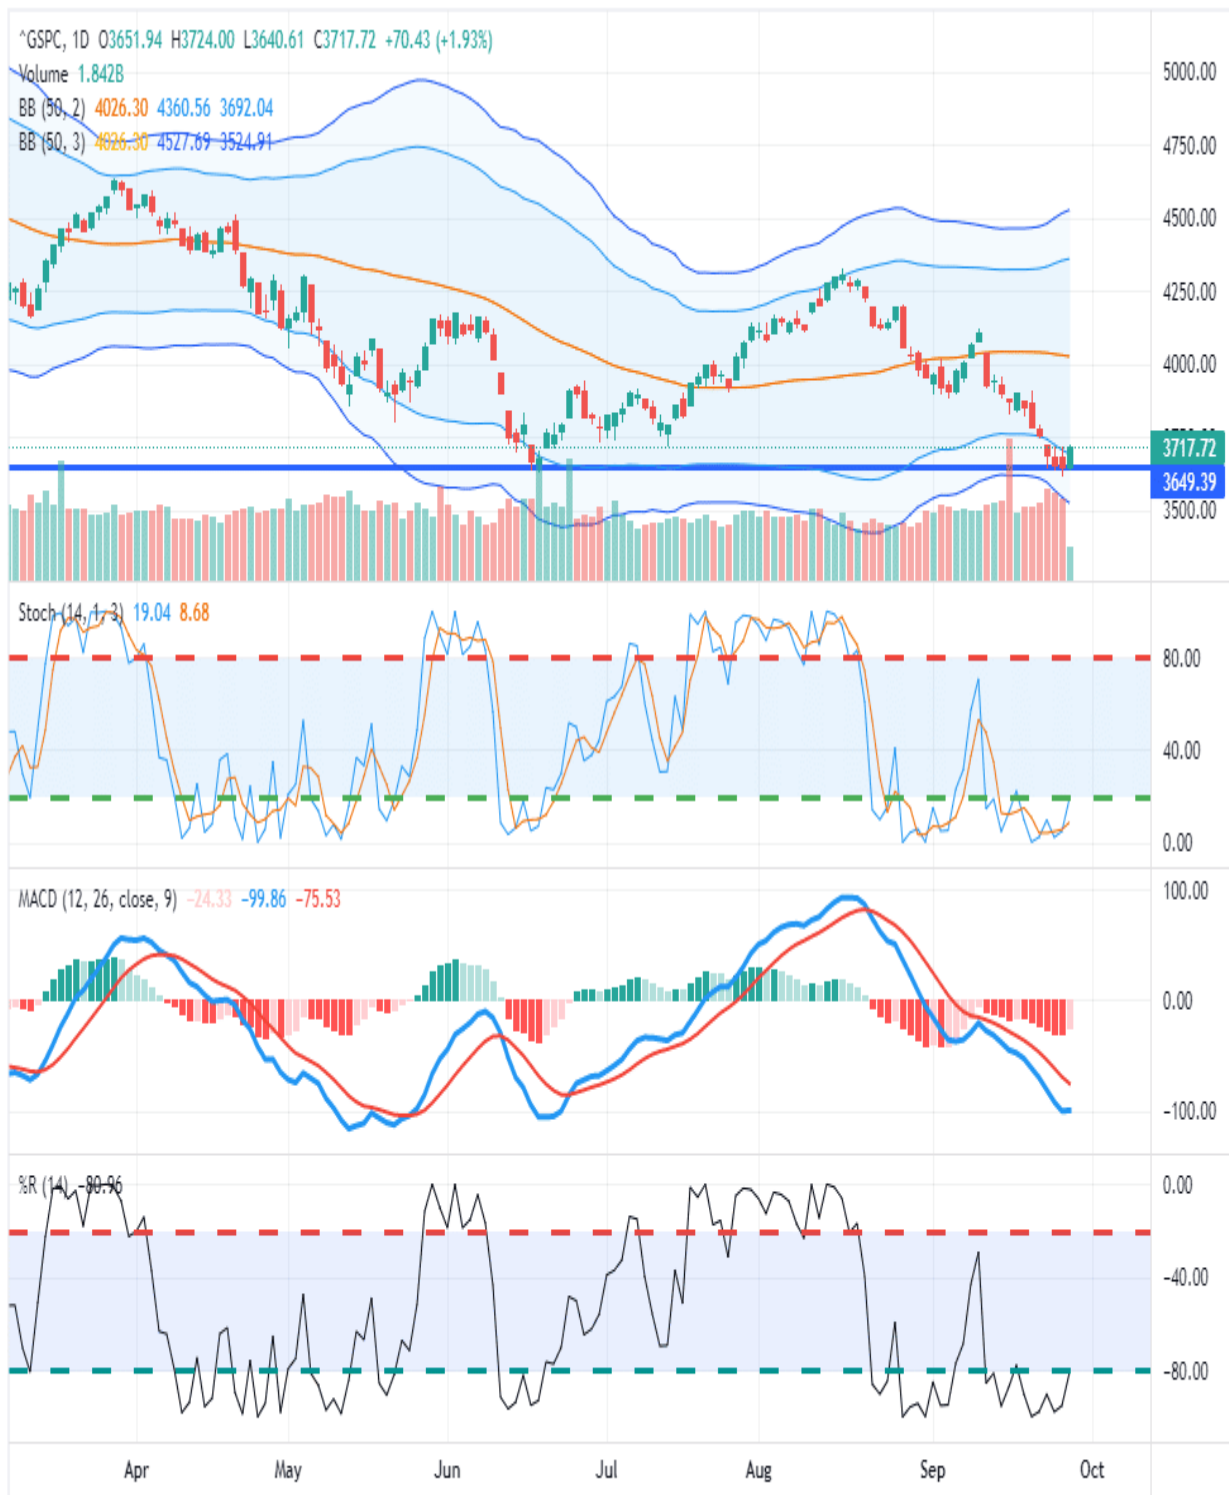 ^GSPC, 1D O3651.94 H3724.00 L3640.61 C3717.72 +70.43 (+1.93%)
Volume 1.842B
BB (50, 2) 4026.30 4360.56 3692.04
BB (50, 3) 4026.30 4527.69 3524.91
5000.00
4750.00
4500.00
4250.00
4000.00
3717.72
3649.39
3500.00
Stoch (14, 1, 3) 19.04 8.68
80.00
40.00
0.00
MACD (12, 26, close, 9) −24.33 −99.86 −75.53
100.00
0.00
−100.00
%R (14) −80.96
0.00
−40.00
−80.00
Apr May Jun Jul Aug Sep Oct